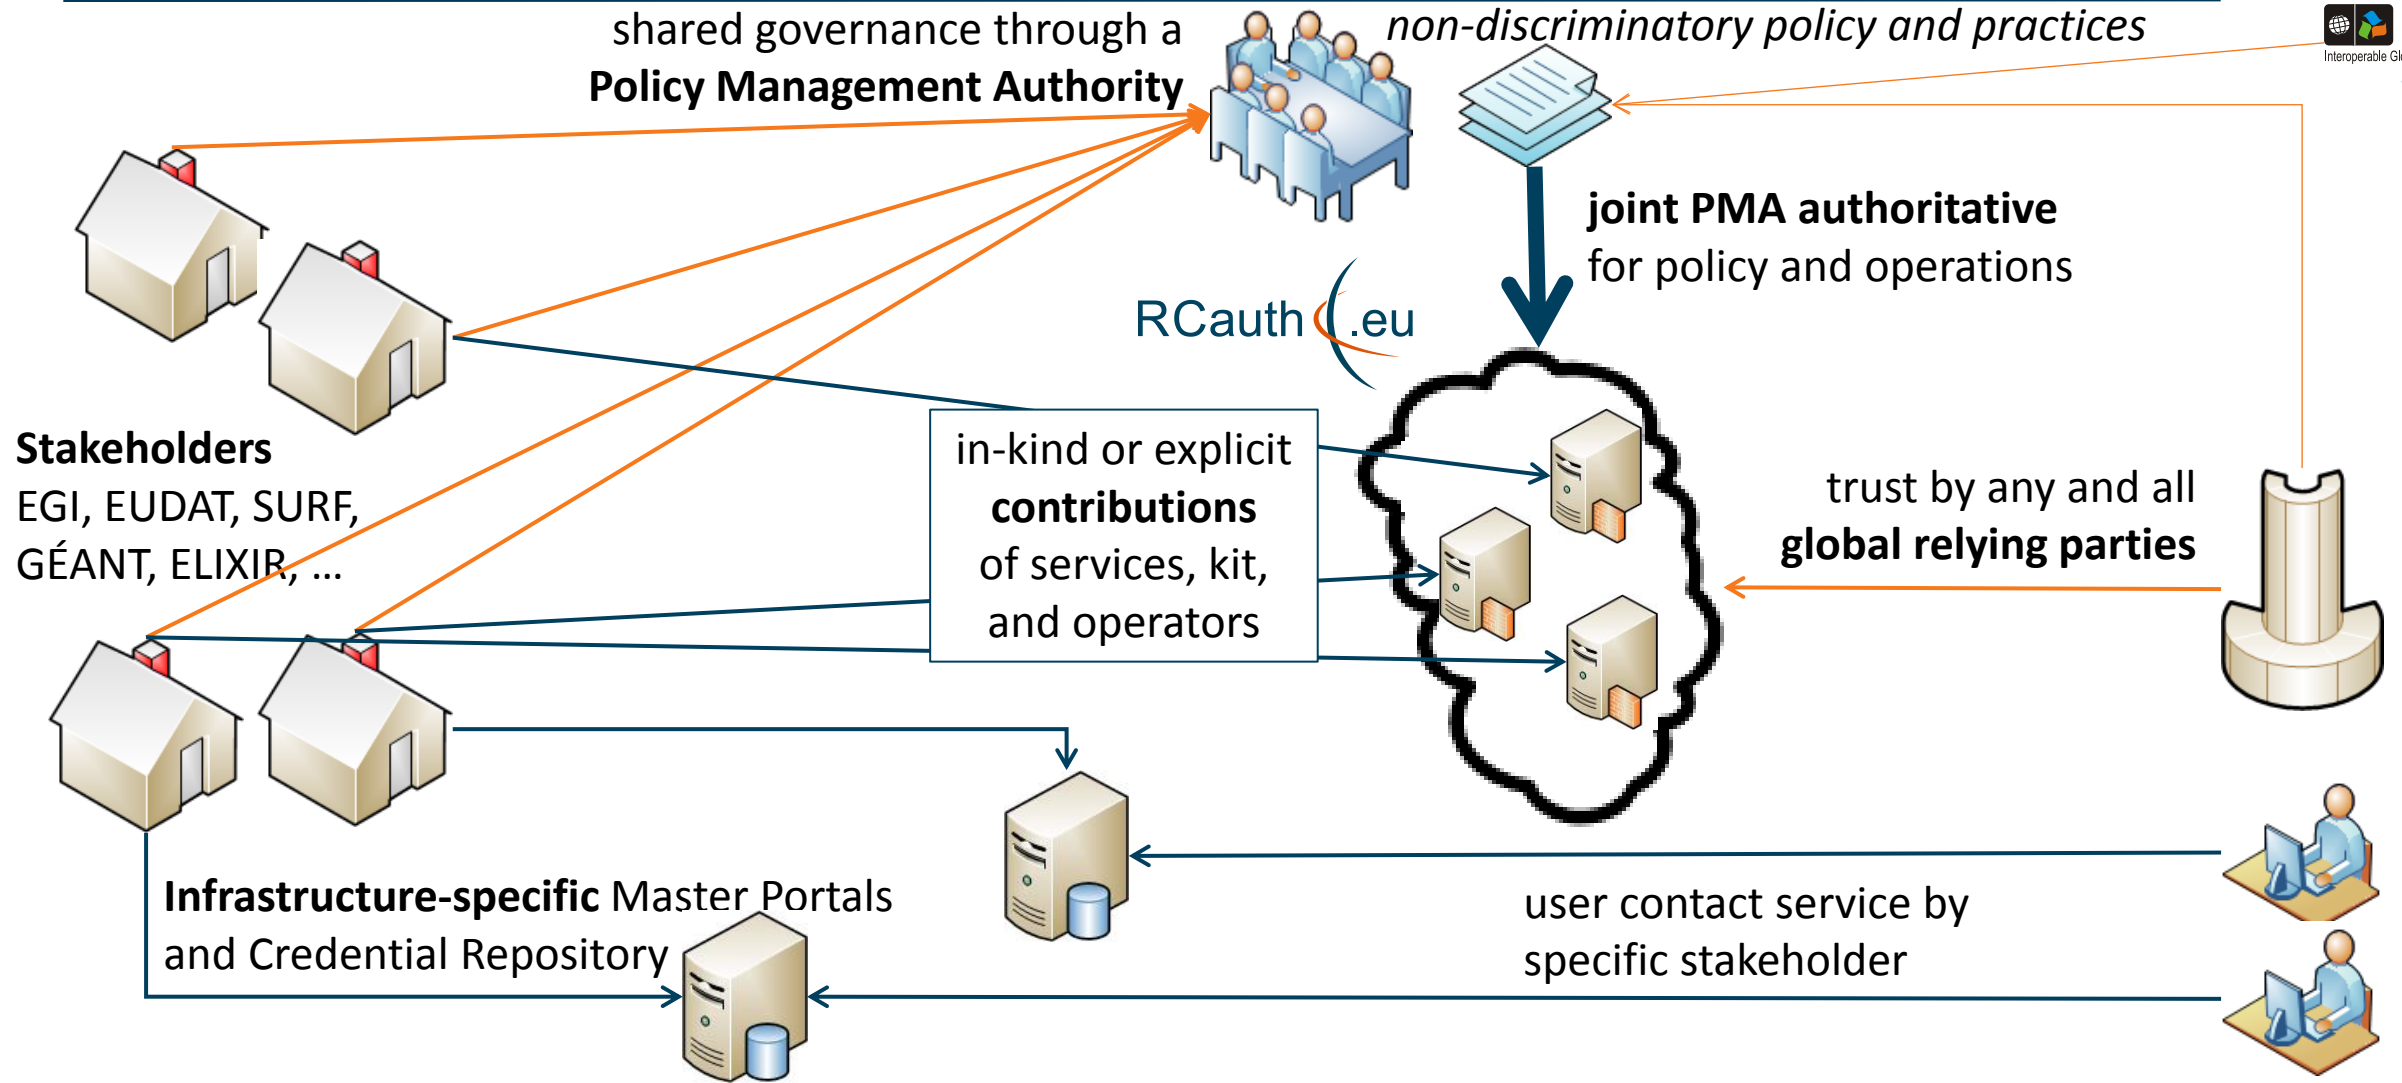 shared governance through a
Policy Management Authority
non-discriminatory policy and practices
Interoperable
joint PMA authoritative
for policy and operations
RCauth.eu
Stakeholders
EGI, EUDAT, SURF,
GÉANT, ELIXIR, ...
in-kind or explicit
contributions
of services, kit,
and operators
trust by any and all
global relying parties
Infrastructure-specific Master Portals
and Credential Repository
user contact service by
specific stakeholder